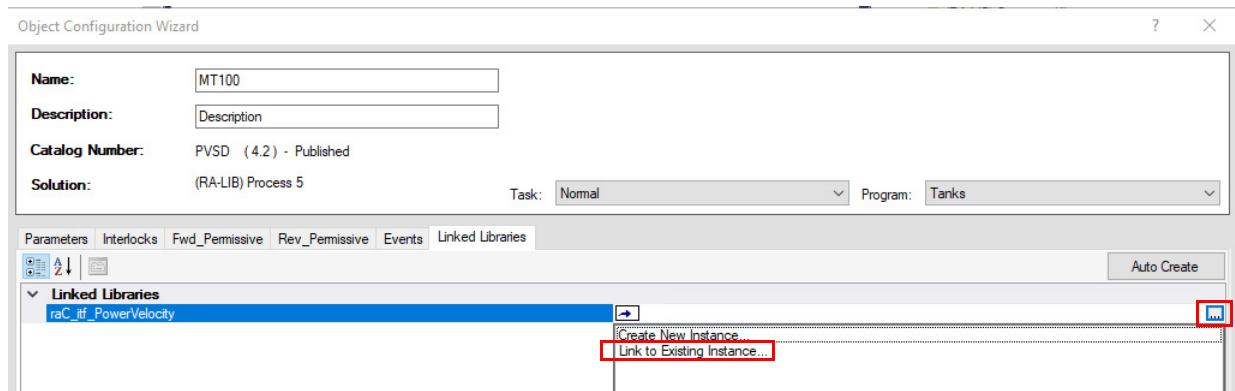 Object Configuration Wizard ? ×
Name: MT100
Description: Description
Catalog Number: PVSD (4.2) - Published
Solution: (RA-LIB) Process 5 Task: Normal Program: Tanks
Parameters Interlocks Fwd_Permissive Rev_Permissive Events Linked Libraries
Auto Create
Linked Libraries
raC_itf_PowerVelocity ...
Create New Instance...
Link to Existing Instance...